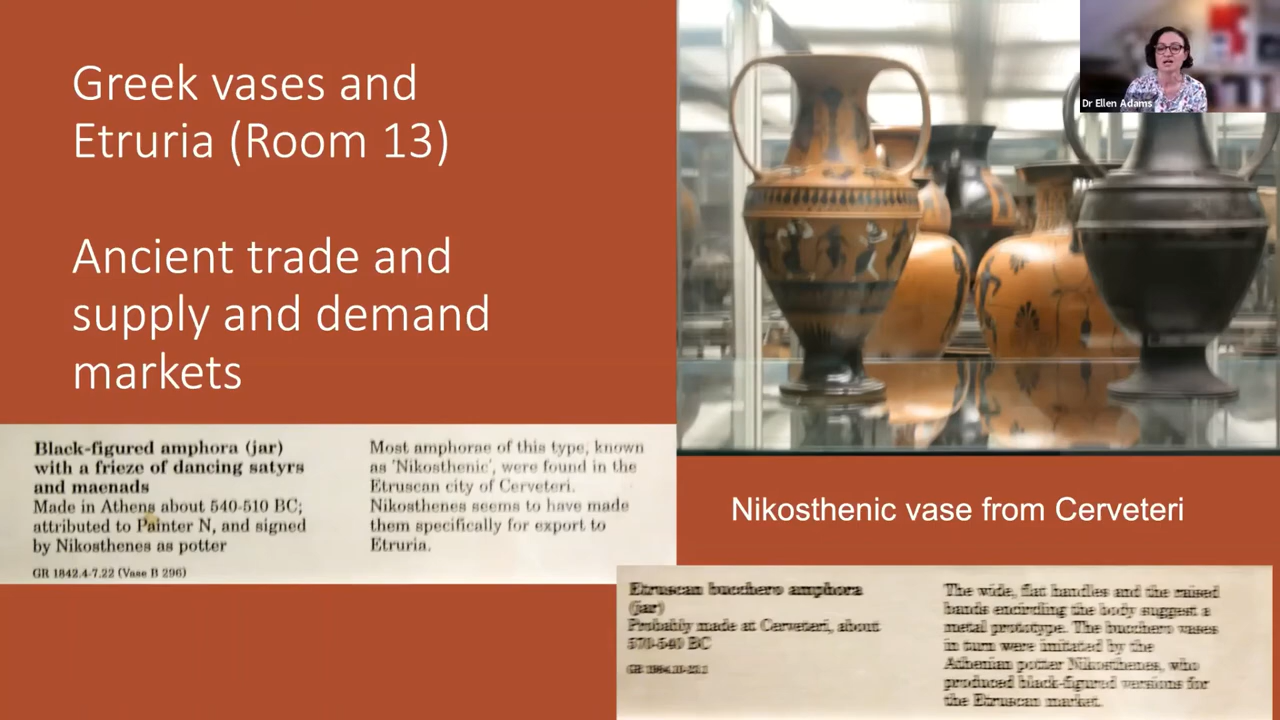 Greek vases and
Etruria (Room 13)
Ancient trade and
supply and demand
markets
Dr Ellen Adams
Black-figured amphora (jar)
with a frieze of dancing satyrs
and maenads
Made in Athens about 540-510 BC;
attributed to Painter N, and signed
by Nikosthenes as potter
GR 1842.4-7.22 (Vase B 296)
Most amphorae of this type, known
as 'Nikosthenic', were found in the
Etruscan city of Cerveteri.
Nikosthenes seems to have made
them specifically for export to
Etruria.
Nikosthenic vase from Cerveteri
Etruscan bucchero amphora
(jar)
Probably made at Cerveteri, about
570-540 BC
The wide, flat handles and the raised
bands encircling the body suggest a
metal prototype. The bucchero vases
in turn were imitated by the
Athenian potter Nikosthenes, who
produced black-figured versions for
the Etruscan market.